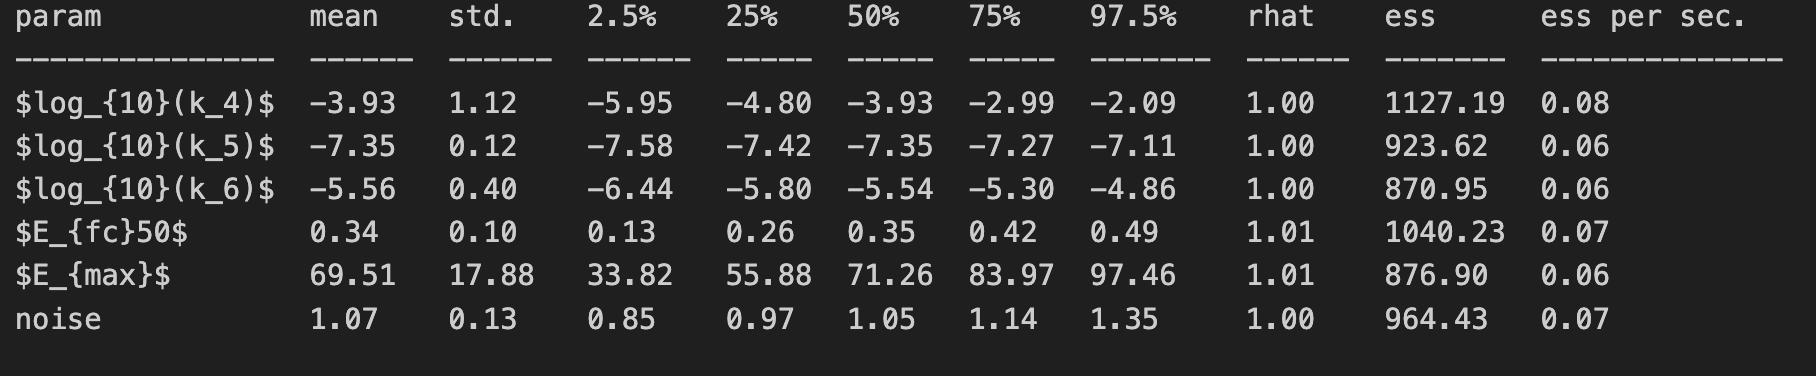 param mean std. 2.5% 25% 50% 75% 97.5% rhat ess ess per sec.
--------------- ------ ------ ------ ----- ----- ----- ------- ------ ------- --------------
$log_{10}(k_4)$ -3.93 1.12 -5.95 -4.80 -3.93 -2.99 -2.09 1.00 1127.19 0.08
$log_{10}(k_5)$ -7.35 0.12 -7.58 -7.42 -7.35 -7.27 -7.11 1.00 923.62 0.06
$log_{10}(k_6)$ -5.56 0.40 -6.44 -5.80 -5.54 -5.30 -4.86 1.00 870.95 0.06
$E_{fc}50$ 0.34 0.10 0.13 0.26 0.35 0.42 0.49 1.01 1040.23 0.07
$E_{max}$ 69.51 17.88 33.82 55.88 71.26 83.97 97.46 1.01 876.90 0.06
noise 1.07 0.13 0.85 0.97 1.05 1.14 1.35 1.00 964.43 0.07